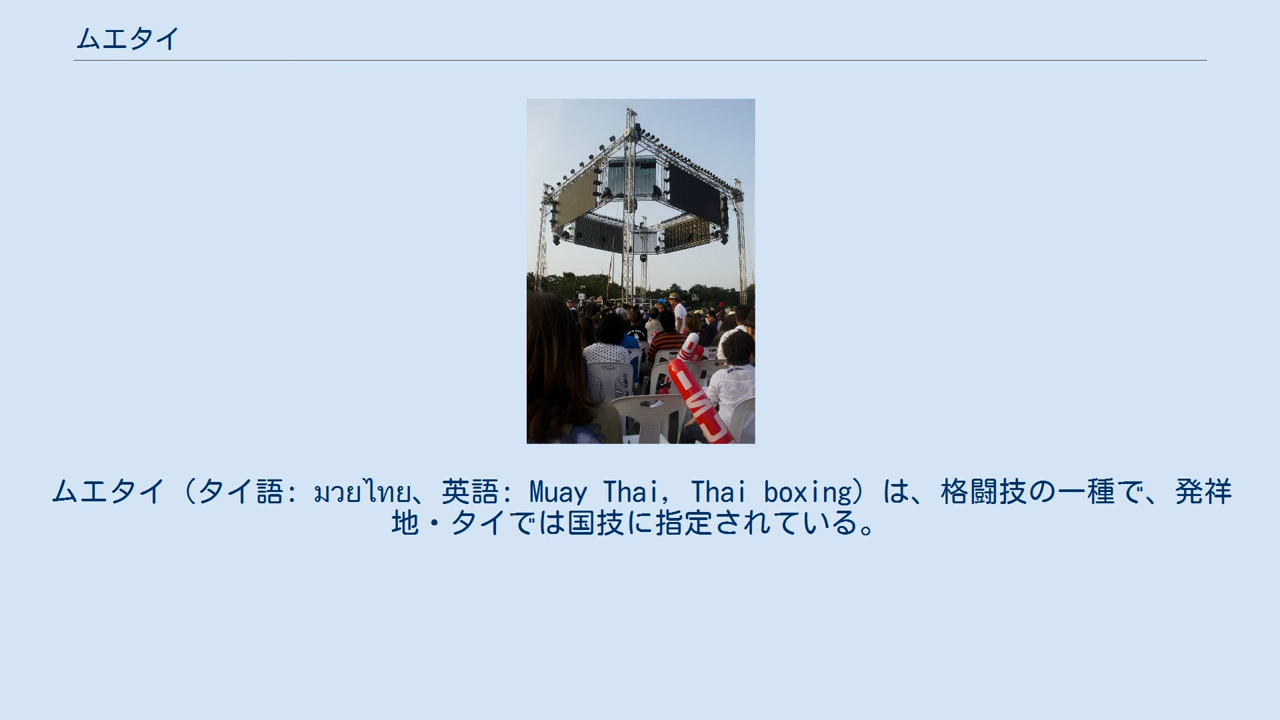 ムエタイ
ムエタイ（タイ語: มวยไทย、英語: Muay Thai, Thai boxing）は、格闘技の一種で、発祥
地・タイでは国技に指定されている。